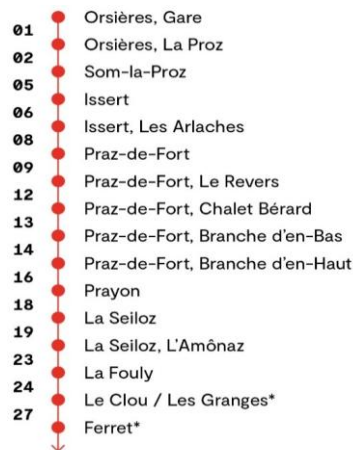 Orsières, Gare
01
Orsières, La Proz
02
Som-la-Proz
05
Issert
06
Issert, Les Arlaches
08
Praz-de-Fort
09
Praz-de-Fort, Le Revers
12
Praz-de-Fort, Chalet Bérard
13
Praz-de-Fort, Branche d'en-Bas
14
Praz-de-Fort, Branche d'en-Haut
16
Prayon
18
La Seiloz
19
La Seiloz, L'Amônaz
23
La Fouly
24
Le Clou / Les Granges*
27
Ferret*